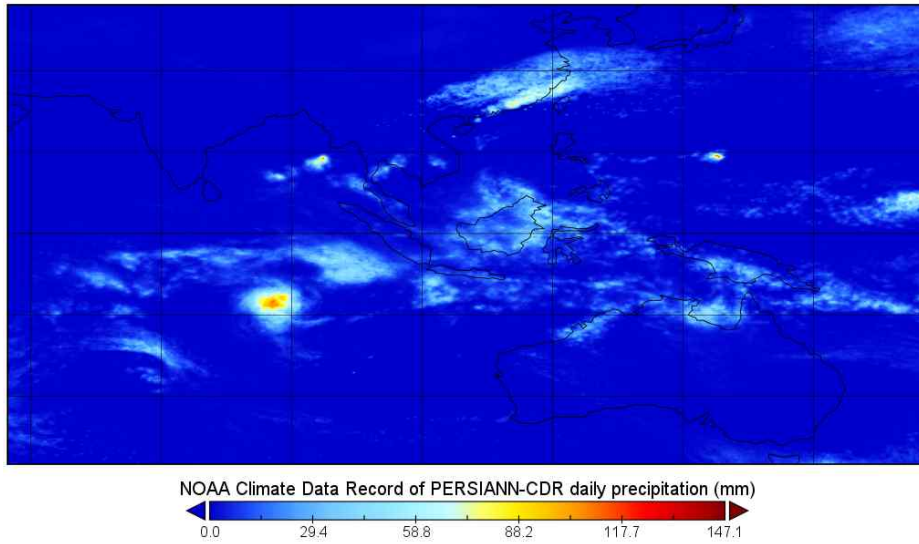 NOAA Climate Data Record of PERSIANN-CDR daily precipitation (mm)
0.0 29.4 58.8 88.2 117.7 147.1